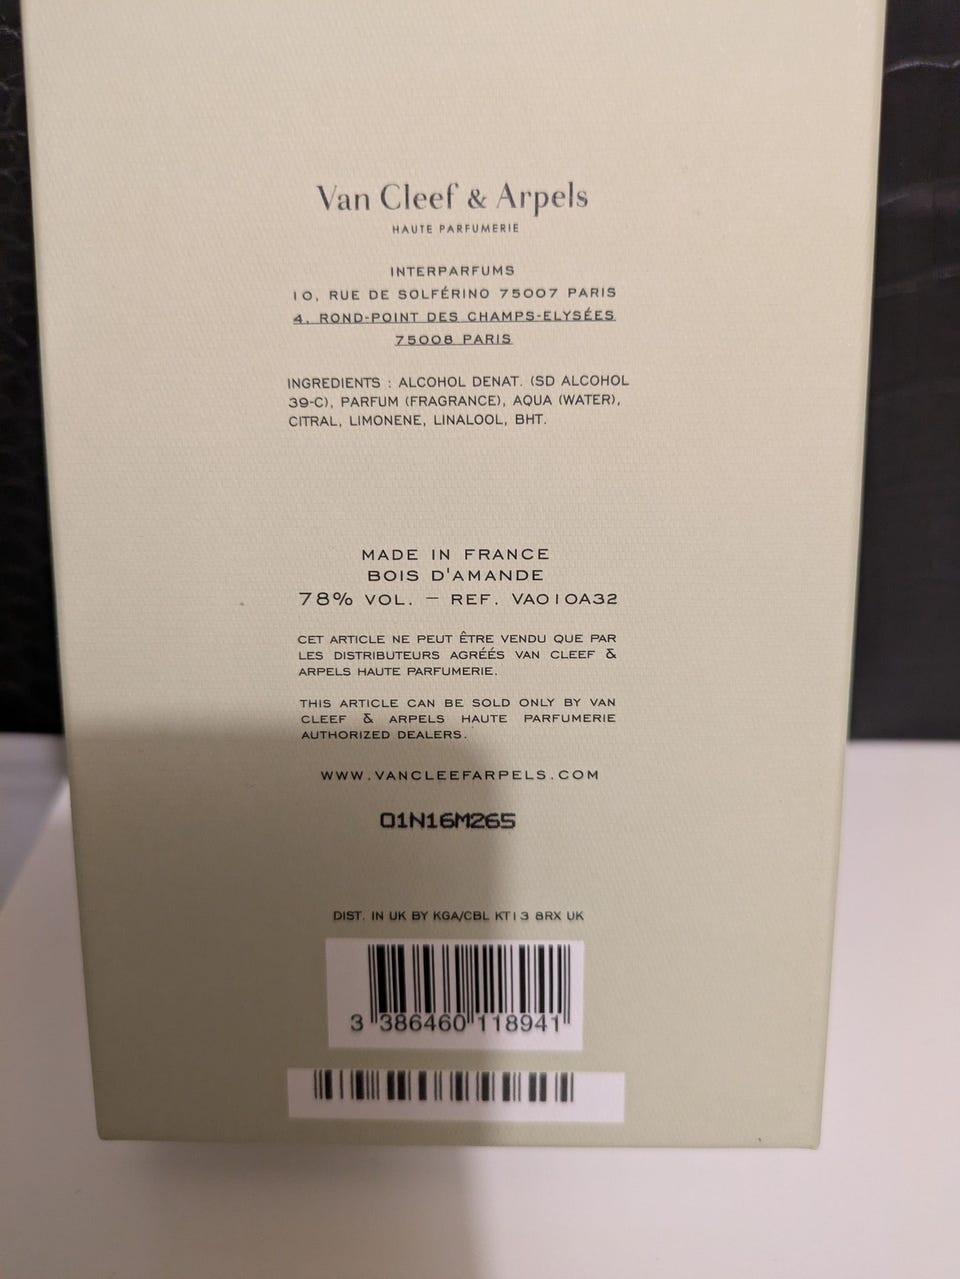 Van Cleef & Arpels
HAUTE PARFUMERIE
INTERPARFUMS
10, RUE DE SOLFÉRINO 75007 PARIS
4, ROND-POINT DES CHAMPS-ELYSÉES
75008 PARIS
INGREDIENTS : ALCOHOL DENAT. (SD ALCOHOL
39-C), PARFUM (FRAGRANCE), AQUA (WATER),
CITRAL, LIMONENE, LINALOOL, BHT.
MADE IN FRANCE
BOIS D'AMANDE
78% VOL. – REF. VA010A32
CET ARTICLE NE PEUT ÊTRE VENDU QUE PAR
LES DISTRIBUTEURS AGRÉÉS VAN CLEEF &
ARPELS HAUTE PARFUMERIE.
THIS ARTICLE CAN BE SOLD ONLY BY VAN
CLEEF & ARPELS HAUTE PARFUMERIE
AUTHORIZED DEALERS.
WWW.VANCLEEFARPELS.COM
01N16M265
DIST. IN UK BY KGA/CBL KT13 8RX UK
3 386460 118941